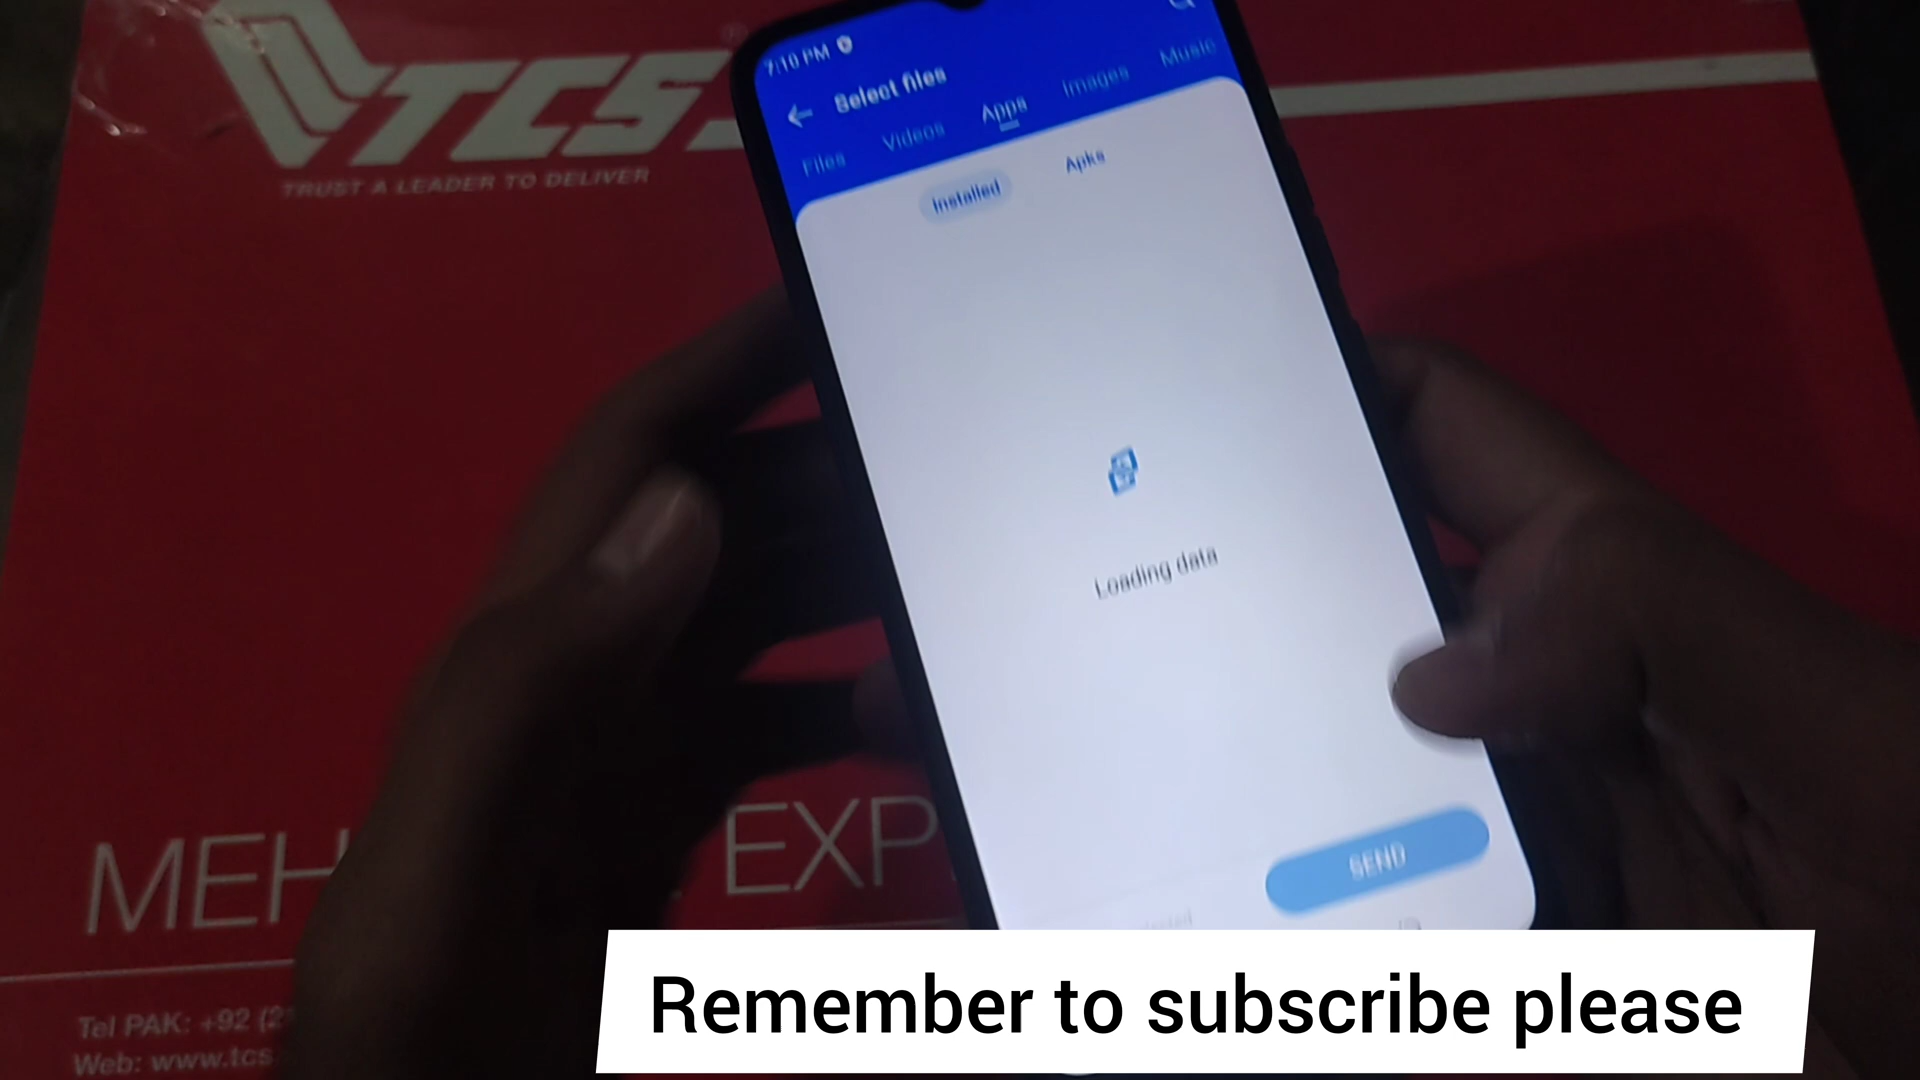 TCS
TRUST A LEADER TO DELIVER
7:10 PM
Select files
Files Videos Apps Images Music
Installed Apks
Loading data
SEND
MEH EXP
Tel PAK: +92 (2
Web: www.tcs.
Remember to subscribe please